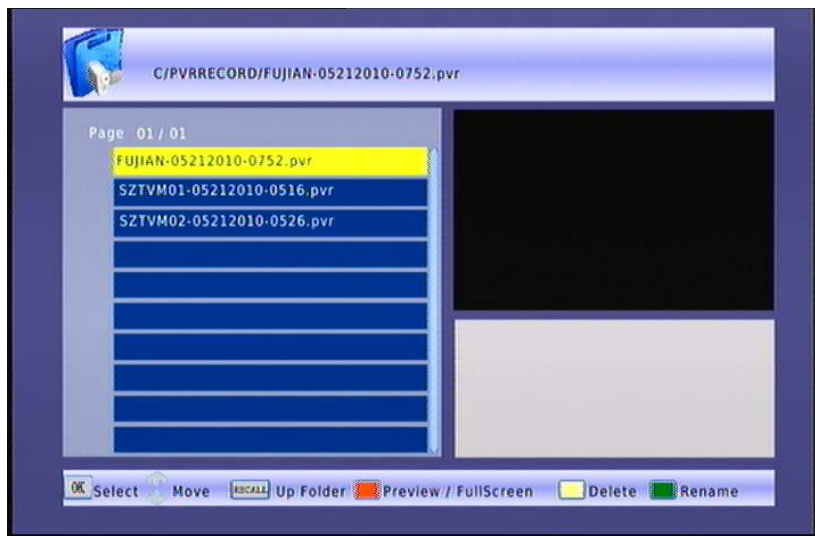 C/PVRRECORD/FUJIAN-05212010-0752.pvr
Page 01/01
FUJIAN-05212010-0752.pvr
SZTVM01-05212010-0516.pvr
SZTVM02-05212010-0526.pvr
OK Select Move RECALL Up Folder Preview / FullScreen Delete Rename